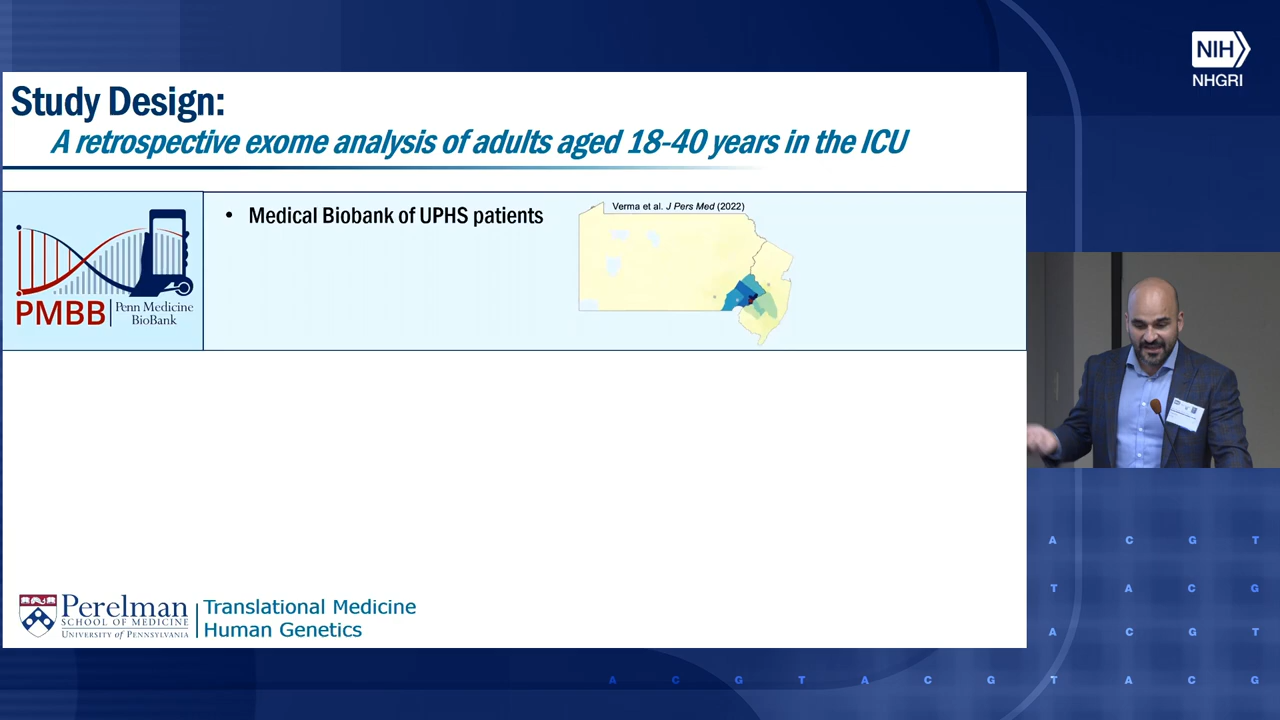 NIH
NHGRI
Study Design:
A retrospective exome analysis of adults aged 18-40 years in the ICU
PMBB
Penn Medicine
BioBank
• Medical Biobank of UPHS patients
Verma et al. J Pers Med (2022)
Perelman
SCHOOL OF MEDICINE
UNIVERSITY of PENNSYLVANIA
Translational Medicine
Human Genetics
A C G T
T A C G
A C G T
A C G T A C G T A C G